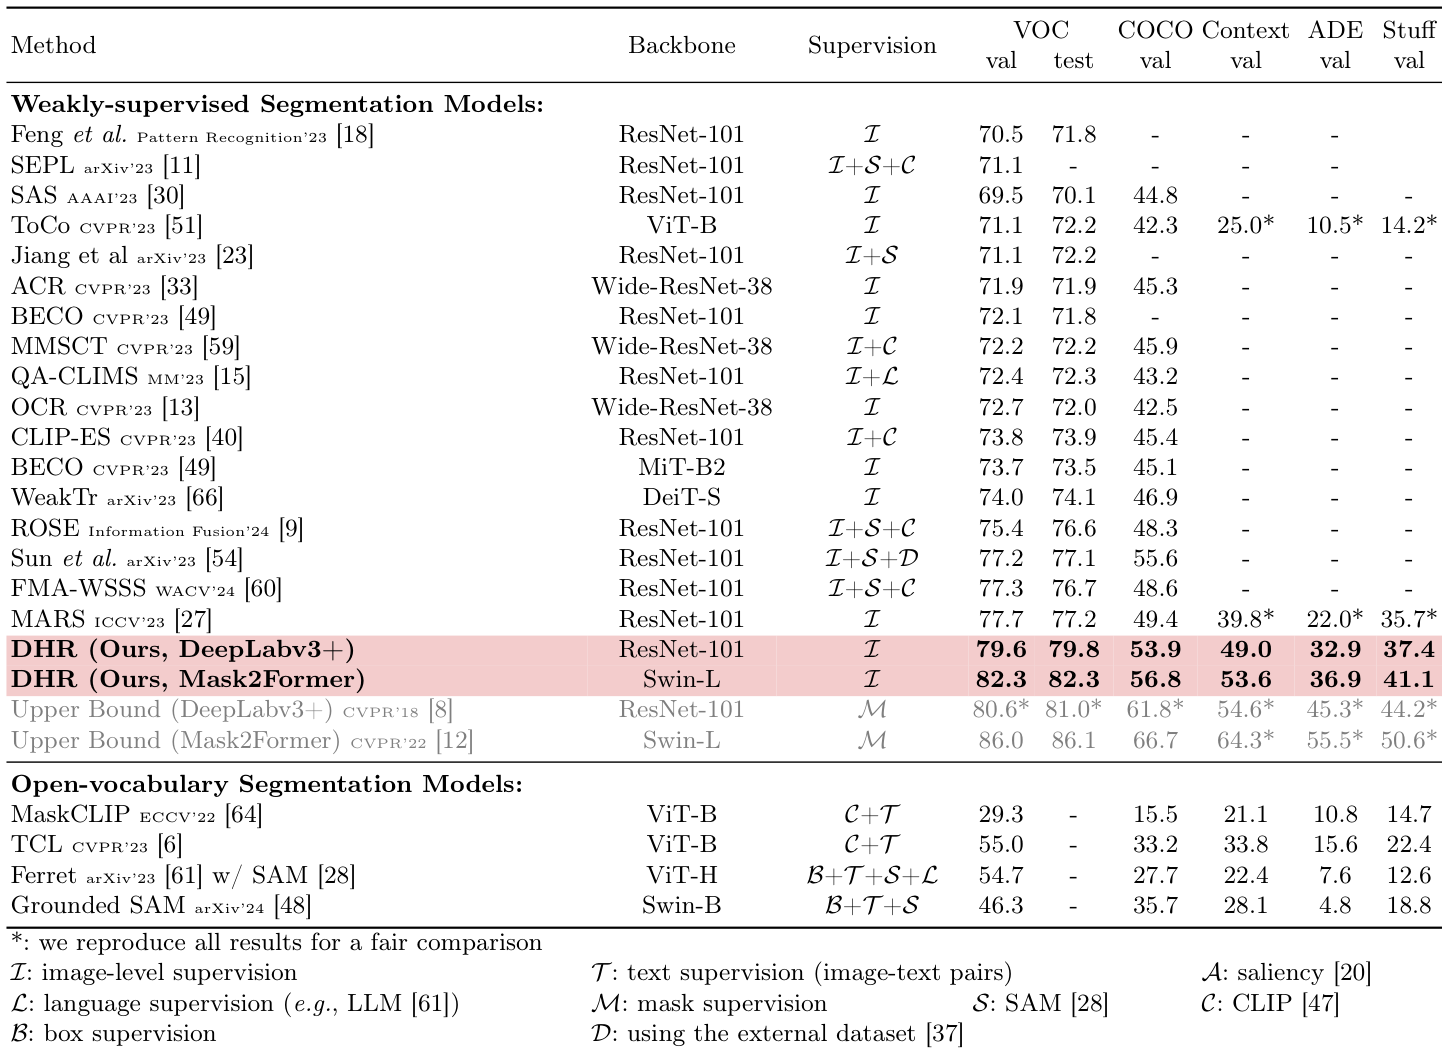 Method Backbone Supervision VOC COCO Context ADE Stuff
val test val val val val
Weakly-supervised Segmentation Models:
Feng et al. Pattern Recognition'23 [18] ResNet-101 ℐ 70.5 71.8 - - -
SEPL arXiv'23 [11] ResNet-101 ℐ+𝒮+𝒞 71.1 - - - -
SAS AAAI'23 [30] ResNet-101 ℐ 69.5 70.1 44.8 - - -
ToCo CVPR'23 [51] ViT-B ℐ 71.1 72.2 42.3 25.0* 10.5* 14.2*
Jiang et al arXiv'23 [23] ResNet-101 ℐ+𝒮 71.1 72.2 - - - -
ACR CVPR'23 [33] Wide-ResNet-38 ℐ 71.9 71.9 45.3 - - -
BECO CVPR'23 [49] ResNet-101 ℐ 72.1 71.8 - - - -
MMSCT CVPR'23 [59] Wide-ResNet-38 ℐ+𝒞 72.2 72.2 45.9 - - -
QA-CLIMS MM'23 [15] ResNet-101 ℐ+ℒ 72.4 72.3 43.2 - - -
OCR CVPR'23 [13] Wide-ResNet-38 ℐ 72.7 72.0 42.5 - - -
CLIP-ES CVPR'23 [40] ResNet-101 ℐ+𝒞 73.8 73.9 45.4 - - -
BECO CVPR'23 [49] MiT-B2 ℐ 73.7 73.5 45.1 - - -
WeakTr arXiv'23 [66] DeiT-S ℐ 74.0 74.1 46.9 - - -
ROSE Information Fusion'24 [9] ResNet-101 ℐ+𝒮+𝒞 75.4 76.6 48.3 - - -
Sun et al. arXiv'23 [54] ResNet-101 ℐ+𝒮+𝒟 77.2 77.1 55.6 - - -
FMA-WSSS WACV'24 [60] ResNet-101 ℐ+𝒮+𝒞 77.3 76.7 48.6 - - -
MARS ICCV'23 [27] ResNet-101 ℐ 77.7 77.2 49.4 39.8* 22.0* 35.7*
DHR (Ours, DeepLabv3+) ResNet-101 ℐ 79.6 79.8 53.9 49.0 32.9 37.4
DHR (Ours, Mask2Former) Swin-L ℐ 82.3 82.3 56.8 53.6 36.9 41.1
Upper Bound (DeepLabv3+) CVPR'18 [8] ResNet-101 ℳ 80.6* 81.0* 61.8* 54.6* 45.3* 44.2*
Upper Bound (Mask2Former) CVPR'22 [12] Swin-L ℳ 86.0 86.1 66.7 64.3* 55.5* 50.6*
Open-vocabulary Segmentation Models:
MaskCLIP ECCV'22 [64] ViT-B 𝒞+𝒯 29.3 - 15.5 21.1 10.8 14.7
TCL CVPR'23 [6] ViT-B 𝒞+𝒯 55.0 - 33.2 33.8 15.6 22.4
Ferret arXiv'23 [61] w/ SAM [28] ViT-H ℬ+𝒯+𝒮+ℒ 54.7 - 27.7 22.4 7.6 12.6
Grounded SAM arXiv'24 [48] Swin-B ℬ+𝒯+𝒮 46.3 - 35.7 28.1 4.8 18.8
*: we reproduce all results for a fair comparison
ℐ: image-level supervision 𝒯: text supervision (image-text pairs) 𝒜: saliency [20]
ℒ: language supervision (e.g., LLM [61]) ℳ: mask supervision 𝒮: SAM [28] 𝒞: CLIP [47]
ℬ: box supervision 𝒟: using the external dataset [37]